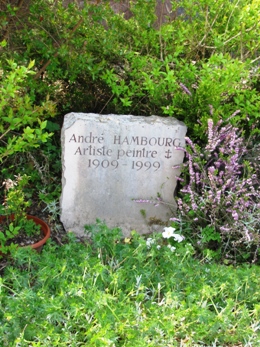 André HAMBOURG
Artiste peintre ⚓
1909 - 1999